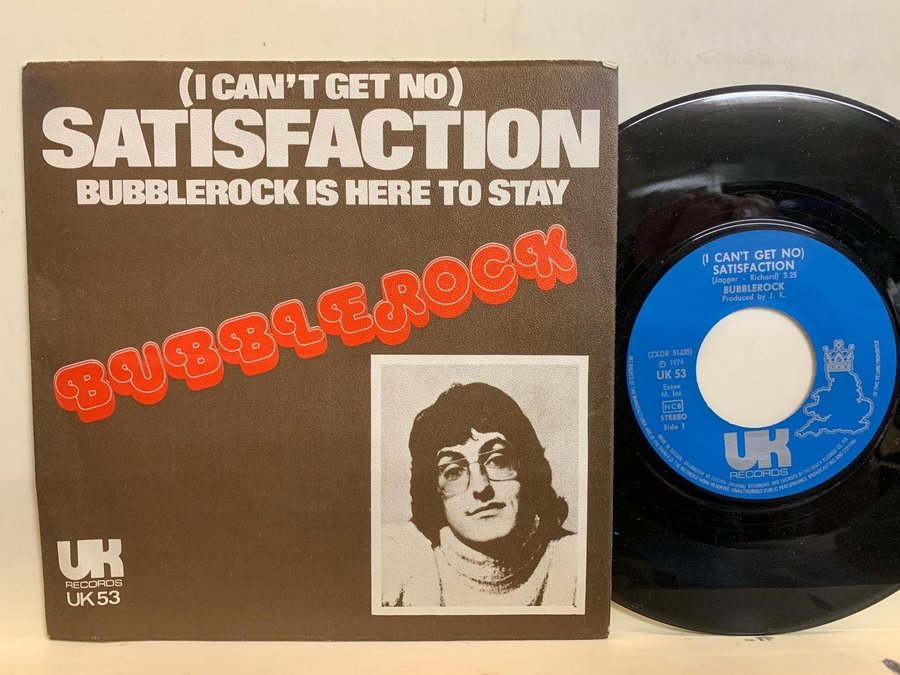 (I CAN'T GET NO)
SATISFACTION
BUBBLEROCK IS HERE TO STAY
BUBBLEROCK
UK
RECORDS
UK 53
(I CAN'T GET NO)
SATISFACTION
(Jagger - Richard) 3.25
BUBBLEROCK
Produced by J. K.
(ZXDR 51635)
℗ 1974
UK 53
Essex
M. Int.
NCB
STEREO
Side 1
UK
RECORDS